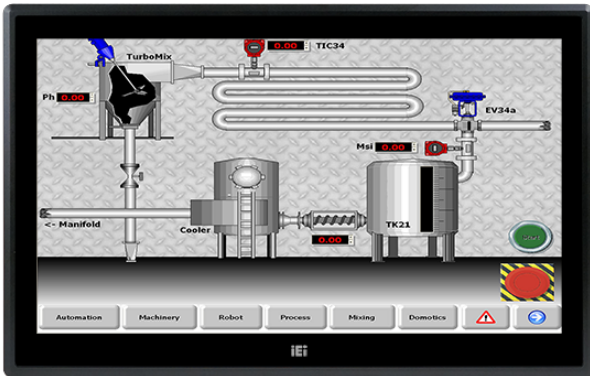 0.00 TIC34
TurboMix
Ph 0.00
EV34a
Msi 0.00
<- Manifold
Cooler
TK21
0.00
Automation
Machinery
Robot
Process
Mixing
Domotics
iEi